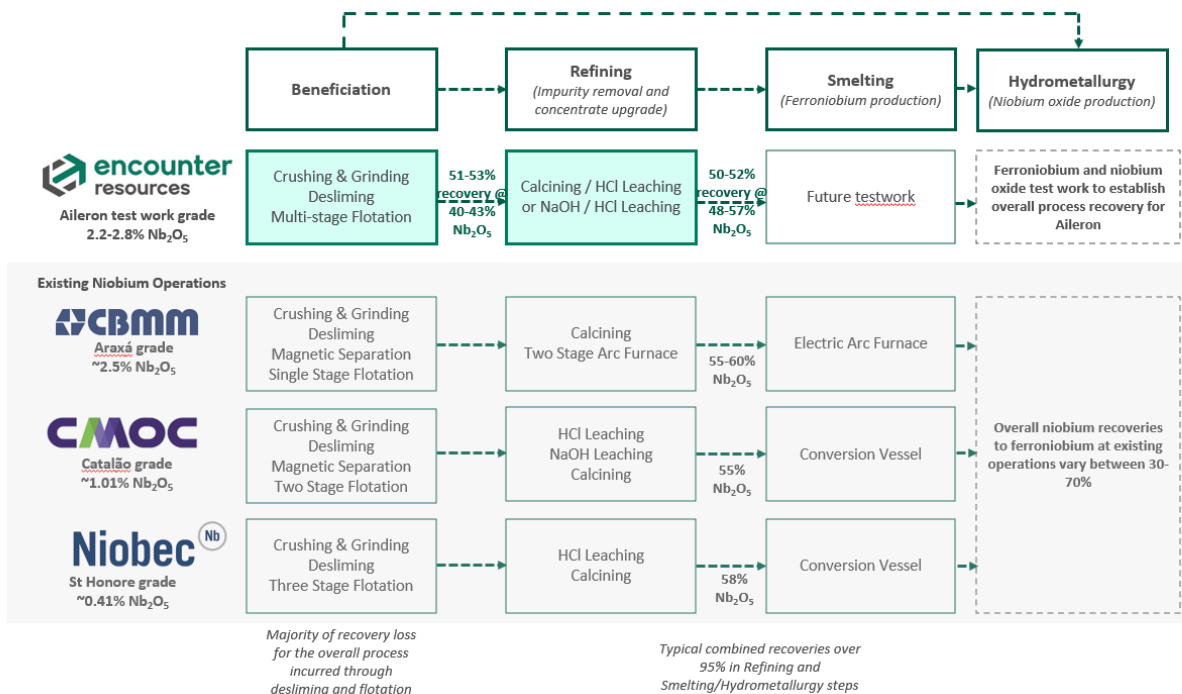 Beneficiation
Refining
(Impurity removal and
concentrate upgrade)
Smelting
(Ferroniobium production)
Hydrometallurgy
(Niobium oxide production)
encounter
resources
Aileron test work grade
2.2-2.8% Nb₂O₅
Crushing & Grinding
Desliming
Multi-stage Flotation
51-53%
recovery @
40-43%
Nb₂O₅
Calcining / HCl Leaching
or NaOH / HCl Leaching
50-52%
recovery @
48-57%
Nb₂O₅
Future testwork
Ferroniobium and niobium
oxide test work to establish
overall process recovery for
Aileron
Existing Niobium Operations
CBMM
Araxá grade
~2.5% Nb₂O₅
Crushing & Grinding
Desliming
Magnetic Separation
Single Stage Flotation
Calcining
Two Stage Arc Furnace
55-60%
Nb₂O₅
Electric Arc Furnace
CMOC
Catalão grade
~1.01% Nb₂O₅
Crushing & Grinding
Desliming
Magnetic Separation
Two Stage Flotation
HCl Leaching
NaOH Leaching
Calcining
55%
Nb₂O₅
Conversion Vessel
Overall niobium recoveries
to ferroniobium at existing
operations vary between 30-
70%
Niobec Nb
St Honore grade
~0.41% Nb₂O₅
Crushing & Grinding
Desliming
Three Stage Flotation
HCl Leaching
Calcining
58%
Nb₂O₅
Conversion Vessel
Majority of recovery loss
for the overall process
incurred through
desliming and flotation
Typical combined recoveries over
95% in Refining and
Smelting/Hydrometallurgy steps